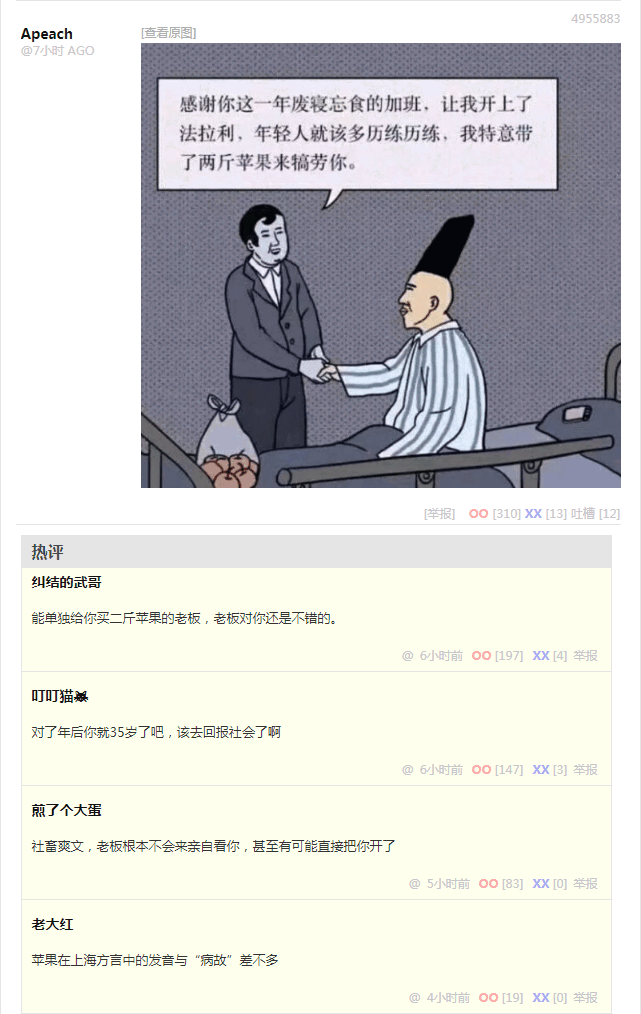 4955883
Apeach
@7小时 AGO
[查看原图]
感谢你这一年废寝忘食的加班，让我开上了
法拉利，年轻人就该多历练历练，我特意带
了两斤苹果来犒劳你。
[举报] OO [310] XX [13] 吐槽 [12]
热评
纠结的武哥
能单独给你买二斤苹果的老板，老板对你还是不错的。
@ 6小时前 OO [197] XX [4] 举报
叮叮猫
对了年后你就35岁了吧，该去回报社会了啊
@ 6小时前 OO [147] XX [3] 举报
煎了个大蛋
社畜爽文，老板根本不会来亲自看你，甚至有可能直接把你开了
@ 5小时前 OO [83] XX [0] 举报
老大红
苹果在上海方言中的发音与“病故”差不多
@ 4小时前 OO [19] XX [0] 举报